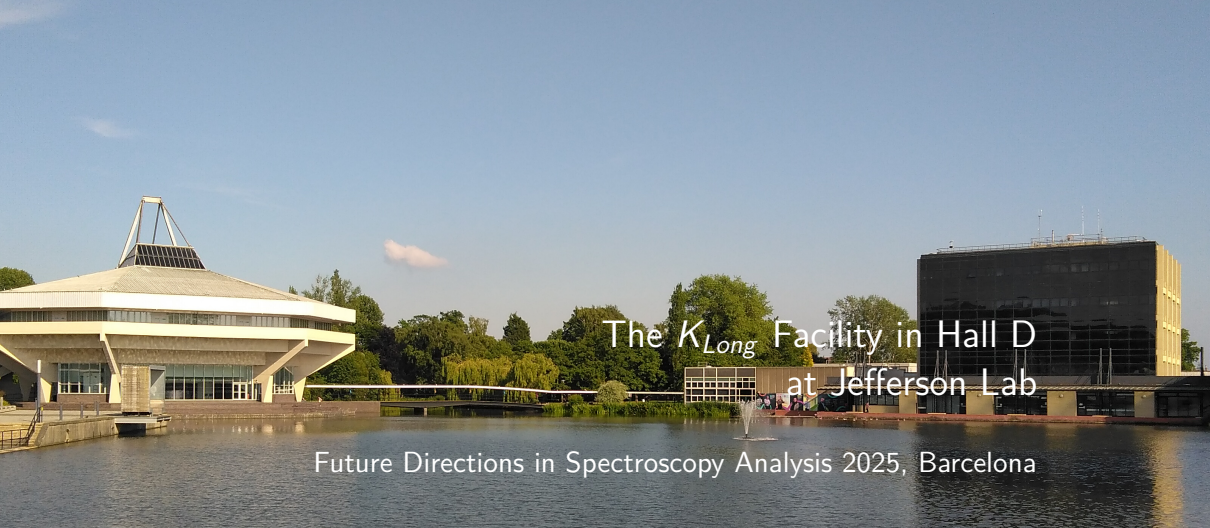 The K_Long Facility in Hall D
at Jefferson Lab
Future Directions in Spectroscopy Analysis 2025, Barcelona